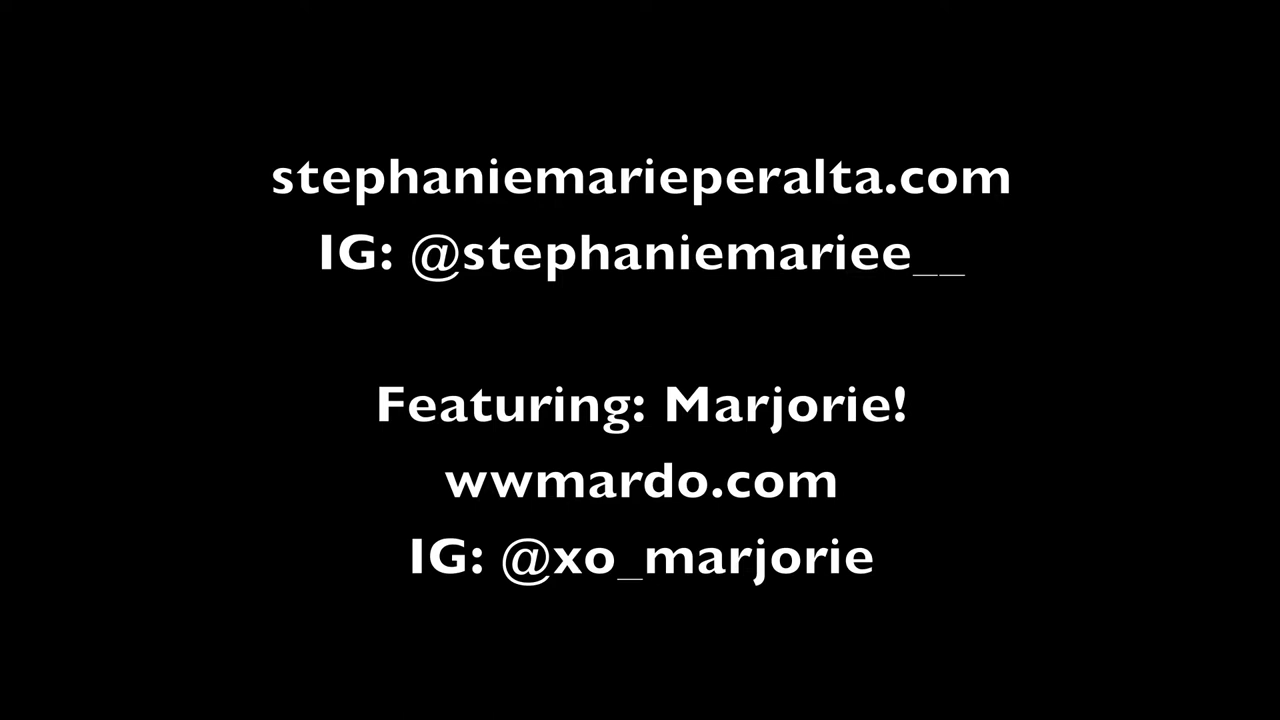 stephaniemarieperalta.com
IG: @stephaniemariee__
Featuring: Marjorie!
wwmardo.com
IG: @xo_marjorie